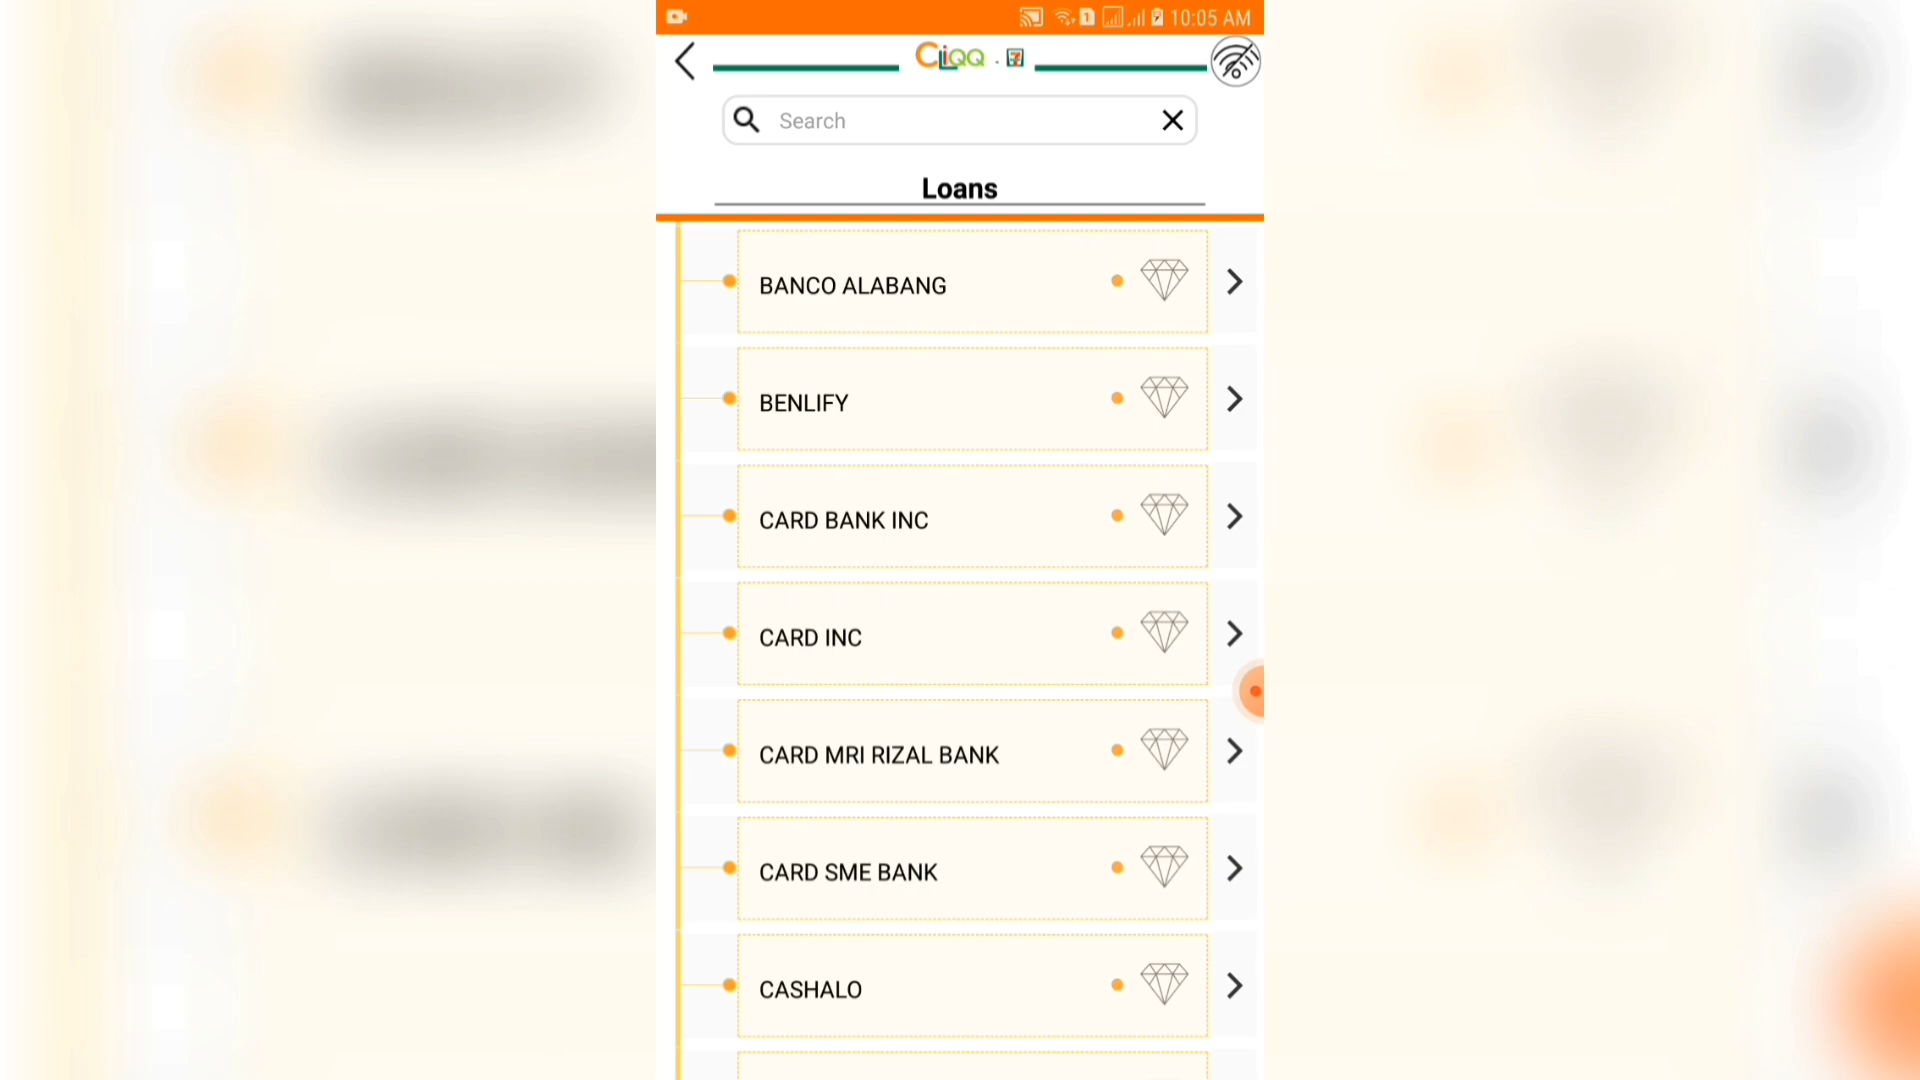 10:05 AM
CLiQQ . 7
Search
Loans
BANCO ALABANG
BENLIFY
CARD BANK INC
CARD INC
CARD MRI RIZAL BANK
CARD SME BANK
CASHALO